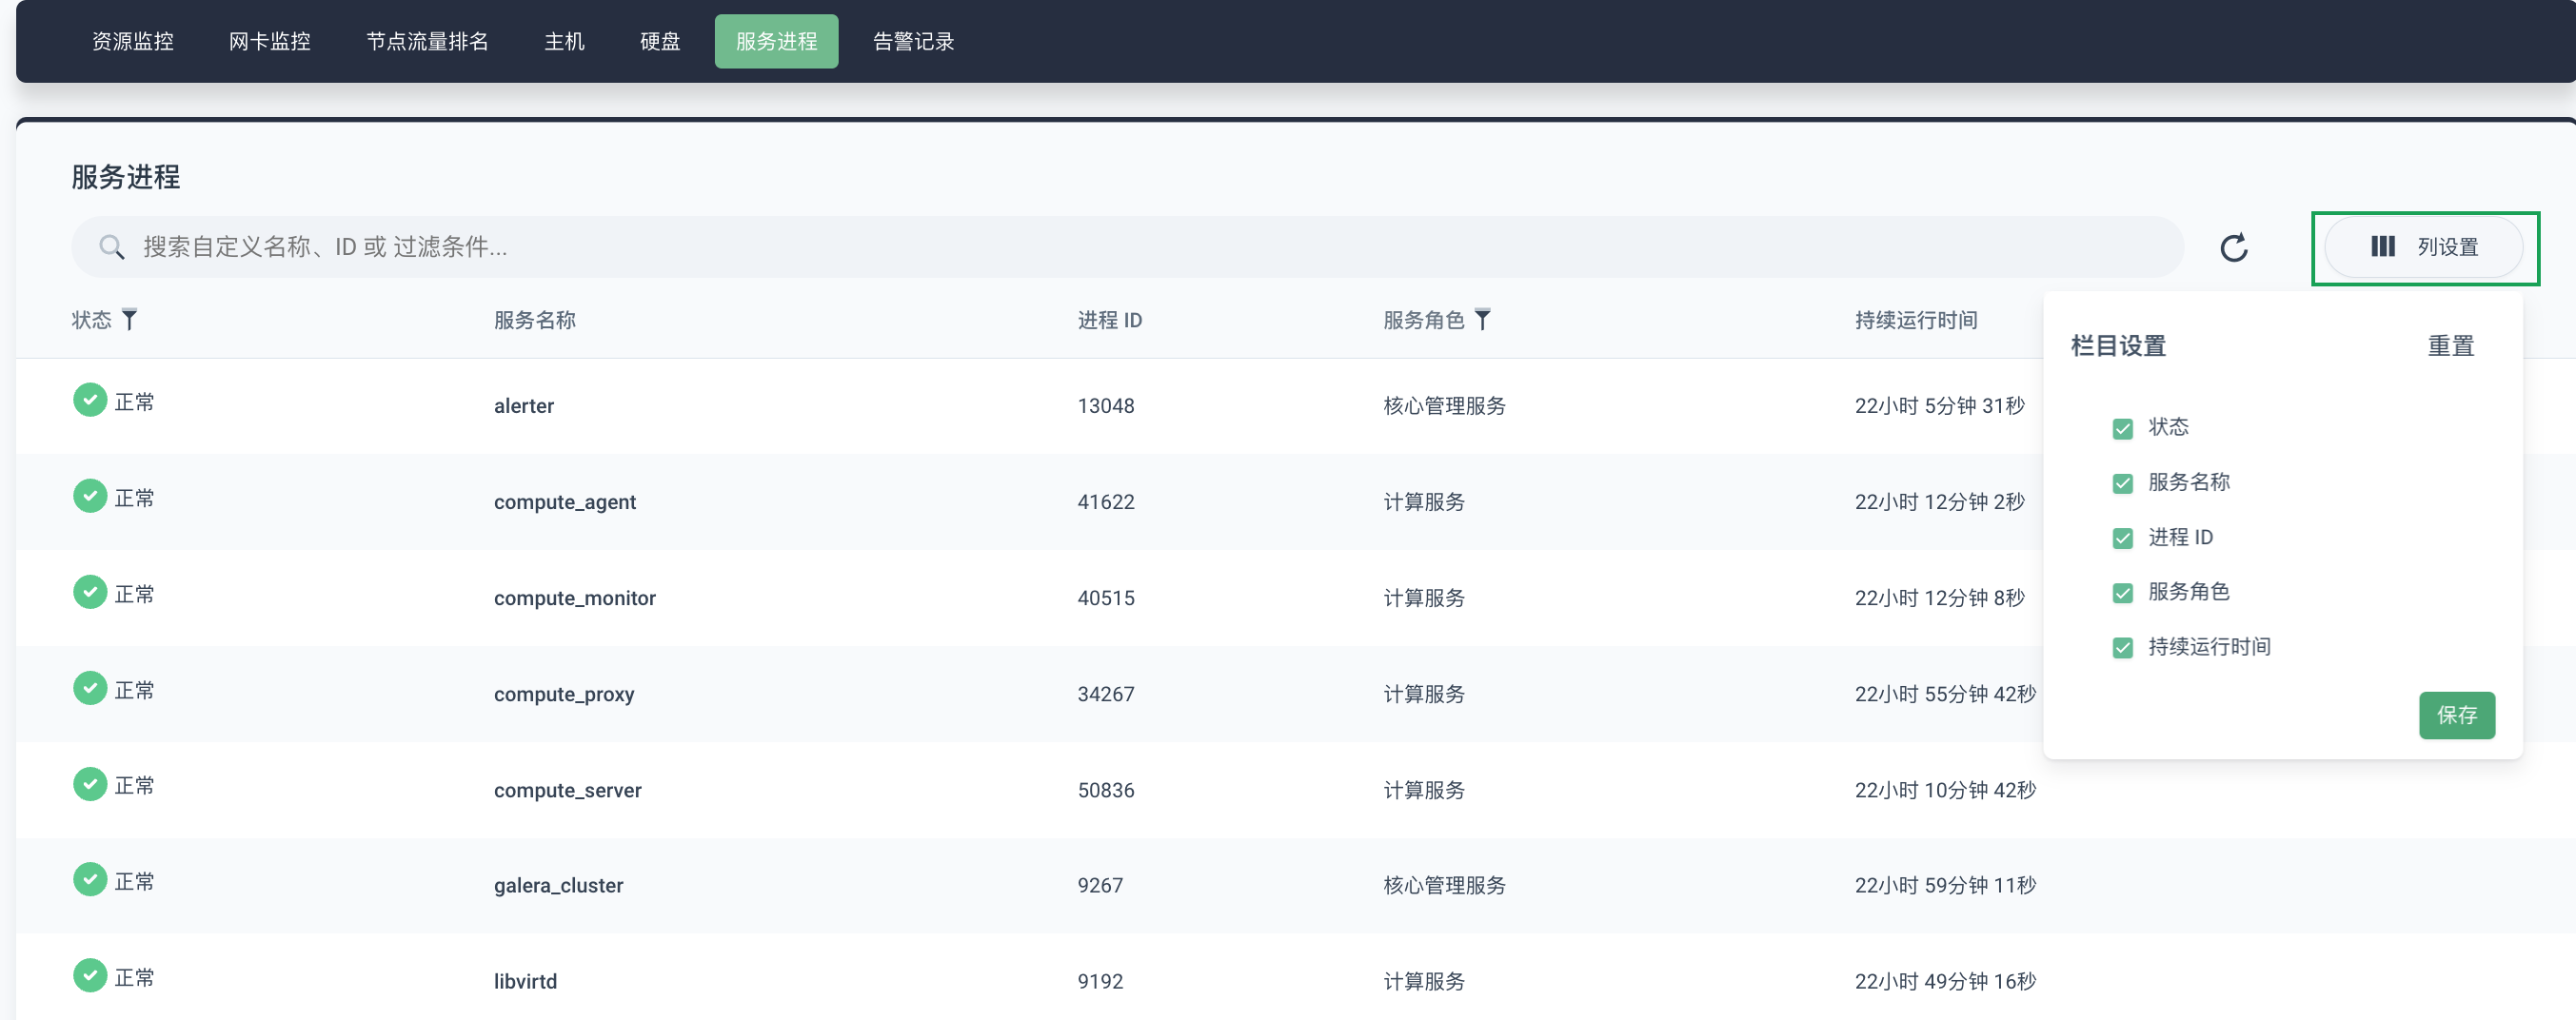 资源监控 网卡监控 节点流量排名 主机 硬盘 服务进程 告警记录
服务进程
搜索自定义名称、ID 或 过滤条件... 列设置
状态 服务名称 进程 ID 服务角色 持续运行时间
正常 alerter 13048 核心管理服务 22小时 5分钟 31秒
正常 compute_agent 41622 计算服务 22小时 12分钟 2秒
正常 compute_monitor 40515 计算服务 22小时 12分钟 8秒
正常 compute_proxy 34267 计算服务 22小时 55分钟 42秒
正常 compute_server 50836 计算服务 22小时 10分钟 42秒
正常 galera_cluster 9267 核心管理服务 22小时 59分钟 11秒
正常 libvirtd 9192 计算服务 22小时 49分钟 16秒
栏目设置 重置
状态
服务名称
进程 ID
服务角色
持续运行时间
保存